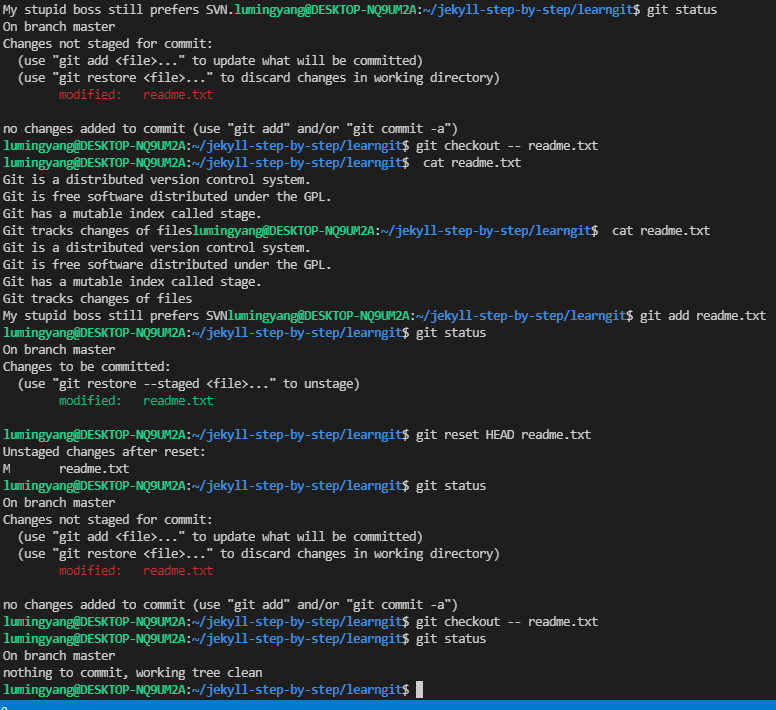 My stupid boss still prefers SVN.lumingyang@DESKTOP-NQ9UM2A:~/jekyll-step-by-step/learngit$ git status
On branch master
Changes not staged for commit:
  (use "git add <file>..." to update what will be committed)
  (use "git restore <file>..." to discard changes in working directory)
        modified:   readme.txt

no changes added to commit (use "git add" and/or "git commit -a")
lumingyang@DESKTOP-NQ9UM2A:~/jekyll-step-by-step/learngit$ git checkout -- readme.txt
lumingyang@DESKTOP-NQ9UM2A:~/jekyll-step-by-step/learngit$  cat readme.txt
Git is a distributed version control system.
Git is free software distributed under the GPL.
Git has a mutable index called stage.
Git tracks changes of fileslumingyang@DESKTOP-NQ9UM2A:~/jekyll-step-by-step/learngit$  cat readme.txt
Git is a distributed version control system.
Git is free software distributed under the GPL.
Git has a mutable index called stage.
Git tracks changes of files
My stupid boss still prefers SVNlumingyang@DESKTOP-NQ9UM2A:~/jekyll-step-by-step/learngit$ git add readme.txt
lumingyang@DESKTOP-NQ9UM2A:~/jekyll-step-by-step/learngit$ git status
On branch master
Changes to be committed:
  (use "git restore --staged <file>..." to unstage)
        modified:   readme.txt

lumingyang@DESKTOP-NQ9UM2A:~/jekyll-step-by-step/learngit$ git reset HEAD readme.txt
Unstaged changes after reset:
M       readme.txt
lumingyang@DESKTOP-NQ9UM2A:~/jekyll-step-by-step/learngit$ git status
On branch master
Changes not staged for commit:
  (use "git add <file>..." to update what will be committed)
  (use "git restore <file>..." to discard changes in working directory)
        modified:   readme.txt

no changes added to commit (use "git add" and/or "git commit -a")
lumingyang@DESKTOP-NQ9UM2A:~/jekyll-step-by-step/learngit$ git checkout -- readme.txt
lumingyang@DESKTOP-NQ9UM2A:~/jekyll-step-by-step/learngit$ git status
On branch master
nothing to commit, working tree clean
lumingyang@DESKTOP-NQ9UM2A:~/jekyll-step-by-step/learngit$